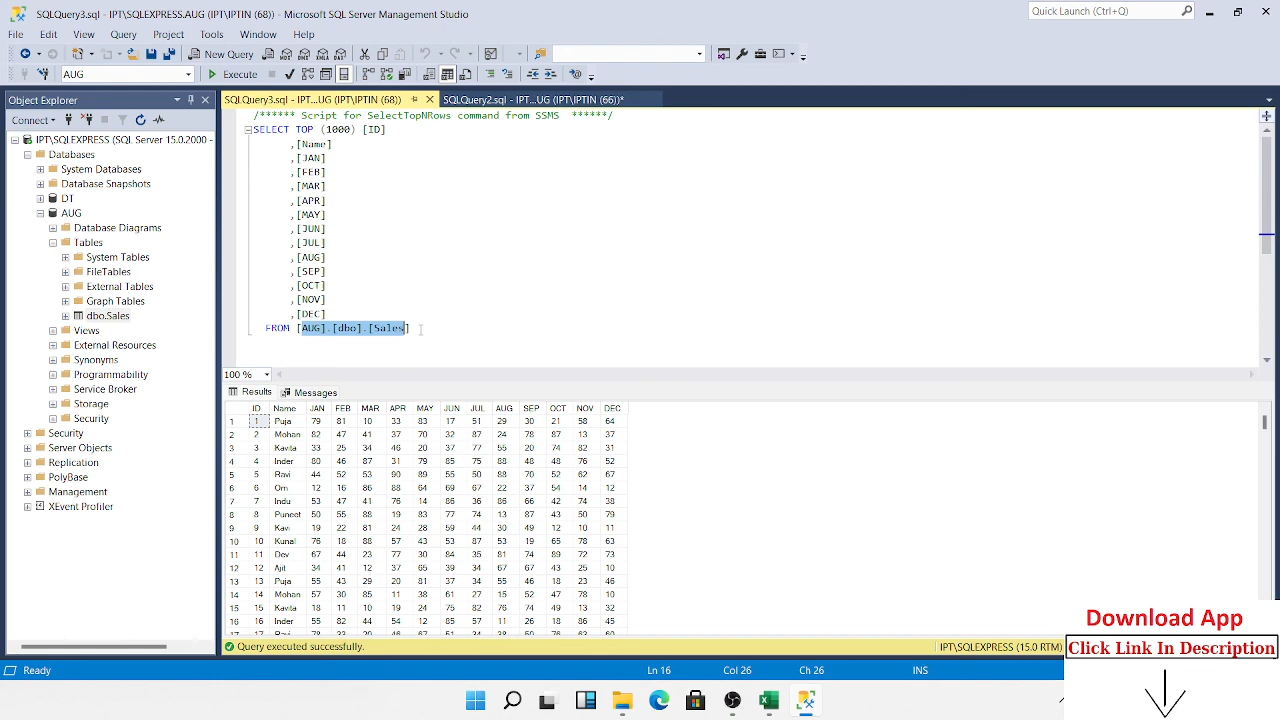 SQLQuery3.sql - IPT\SQLEXPRESS.AUG (IPT\IPTIN (68)) - Microsoft SQL Server Management Studio
Quick Launch (Ctrl+Q)
File Edit View Query Project Tools Window Help
New Query
AUG Execute
Object Explorer
SQLQuery3.sql - IPT...UG (IPT\IPTIN (68)) SQLQuery2.sql - IPT...UG (IPT\IPTIN (66))*
Connect
IPT\SQLEXPRESS (SQL Server 15.0.2000 -
Databases
System Databases
Database Snapshots
DT
AUG
Database Diagrams
Tables
System Tables
FileTables
External Tables
Graph Tables
dbo.Sales
Views
External Resources
Synonyms
Programmability
Service Broker
Storage
Security
Security
Server Objects
Replication
PolyBase
Management
XEvent Profiler
/****** Script for SelectTopNRows command from SSMS  ******/
SELECT TOP (1000) [ID]
,[Name]
,[JAN]
,[FEB]
,[MAR]
,[APR]
,[MAY]
,[JUN]
,[JUL]
,[AUG]
,[SEP]
,[OCT]
,[NOV]
,[DEC]
FROM [AUG].[dbo].[Sales]
100 %
Results Messages
ID Name JAN FEB MAR APR MAY JUN JUL AUG SEP OCT NOV DEC
1 1 Puja 79 81 10 33 83 17 51 29 30 21 58 64
2 2 Mohan 82 47 41 37 70 32 87 24 78 87 13 37
3 3 Kavita 33 25 34 46 20 37 77 55 20 74 82 31
4 4 Inder 80 46 87 31 79 85 75 88 48 48 76 52
5 5 Ravi 44 52 53 90 89 55 50 88 70 52 62 67
6 6 Om 12 16 86 88 64 69 67 22 37 54 14 12
7 7 Indu 53 47 41 76 14 86 36 86 66 42 74 38
8 8 Puneet 50 55 88 19 83 77 74 13 87 43 50 79
9 9 Kavi 19 22 81 24 28 59 44 30 49 12 10 11
10 10 Kunal 76 18 88 57 43 53 87 53 19 65 78 63
11 11 Dev 67 44 23 77 30 84 35 81 74 89 72 73
12 12 Ajit 34 41 12 37 65 39 34 67 67 43 25 10
13 13 Puja 55 43 29 20 81 37 34 55 46 18 23 46
14 14 Mohan 55 30 85 11 38 61 27 15 52 47 78 10
15 15 Kavita 18 11 10 19 24 75 82 76 74 49 13 32
16 16 Inder 55 82 44 54 12 86 57 11 26 18 86 45
17 17 Ravi
Query executed successfully. IPT\SQLEXPRESS (15.0 RTM)
Ready Ln 16 Col 26 Ch 26 INS
Download App
Click Link In Description